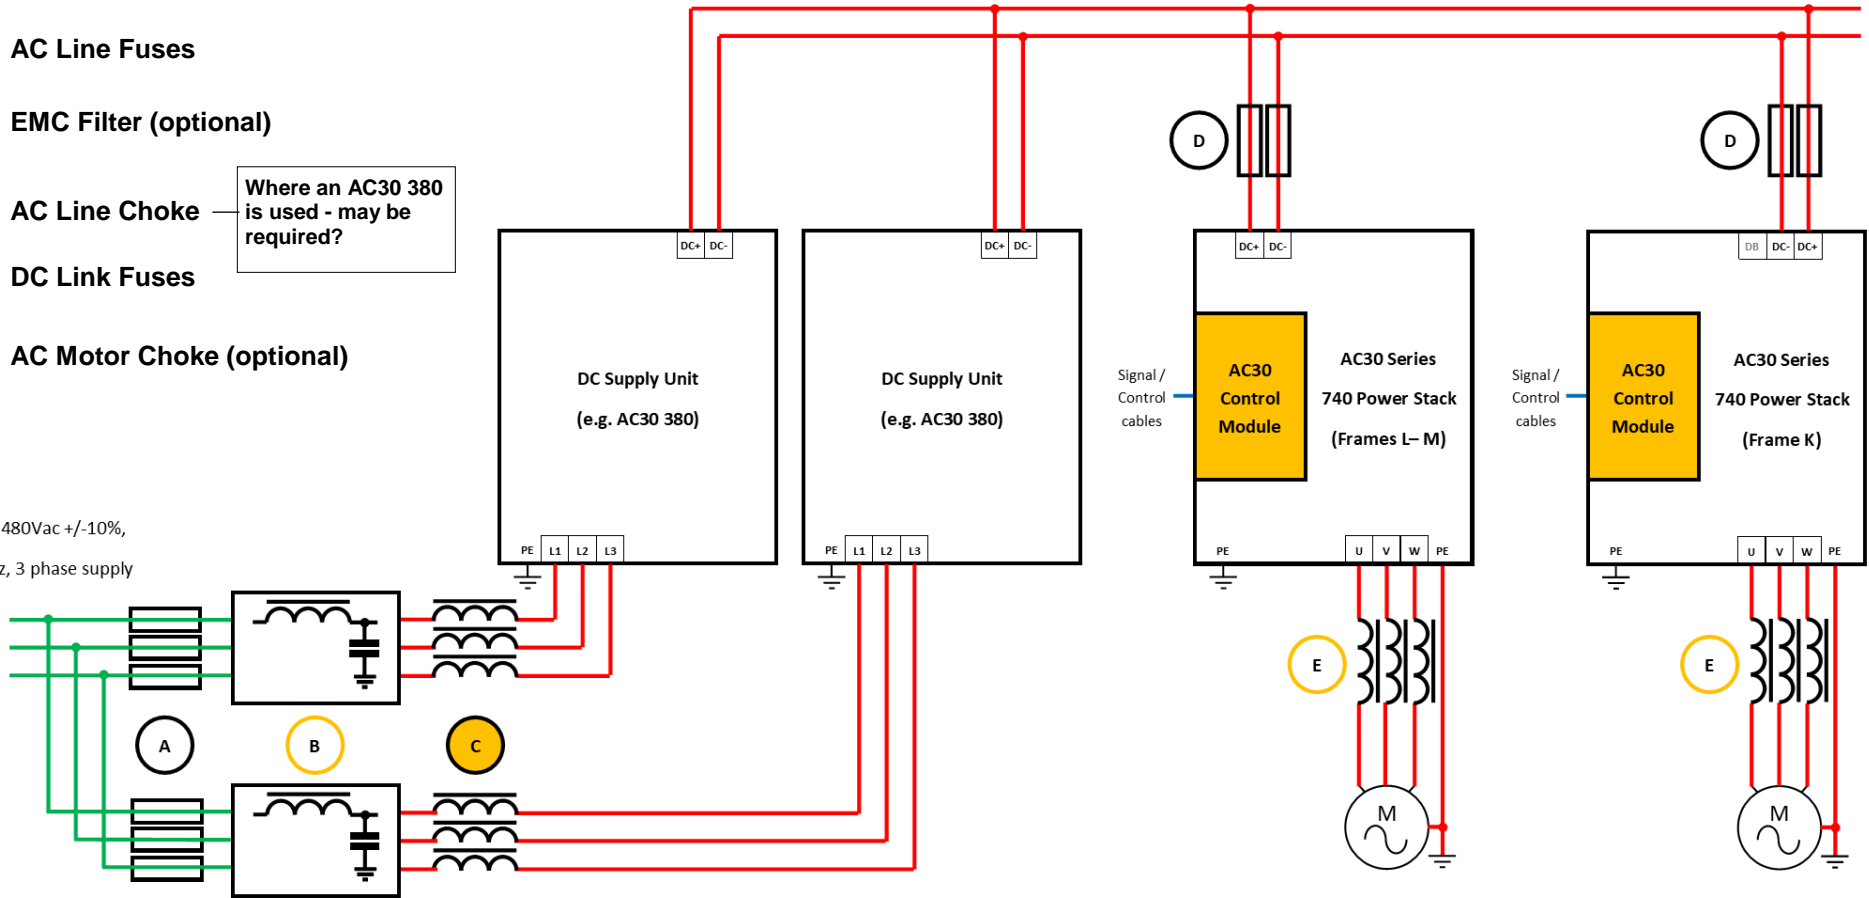 AC Line Fuses
EMC Filter (optional)
AC Line Choke
Where an AC30 380
is used - may be
required?
DC Link Fuses
AC Motor Choke (optional)
480Vac +/-10%,
z, 3 phase supply
A
B
C
DC+ DC-
DC Supply Unit
(e.g. AC30 380)
PE L1 L2 L3
DC+ DC-
DC Supply Unit
(e.g. AC30 380)
PE L1 L2 L3
D
DC+ DC-
Signal /
Control
cables
AC30
Control
Module
AC30 Series
740 Power Stack
(Frames L– M)
PE
U V W PE
E
M
D
DB DC- DC+
Signal /
Control
cables
AC30
Control
Module
AC30 Series
740 Power Stack
(Frame K)
PE
U V W PE
E
M